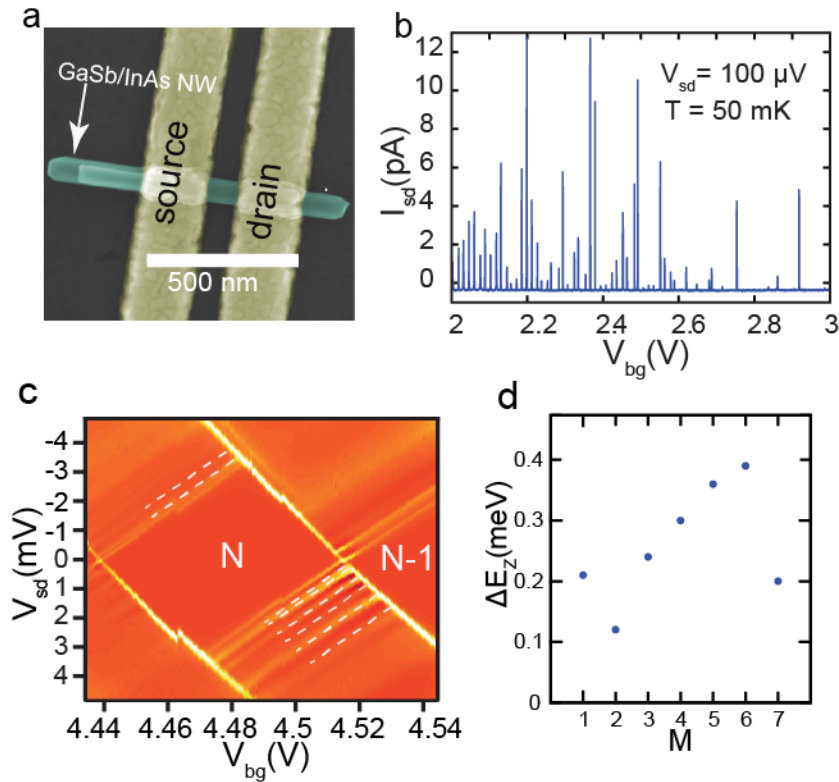 a
GaSb/InAs NW
source
drain
500 nm
b
12
10
8
6
4
2
0
I_sd(pA)
V_sd= 100 µV
T = 50 mK
2 2.2 2.4 2.6 2.8 3
V_bg(V)
c
-4
-3
-2
-1
0
1
2
3
4
V_sd(mV)
N
N-1
4.44 4.46 4.48 4.5 4.52 4.54
V_bg(V)
d
0.4
0.3
0.2
0.1
0
ΔE_Z(meV)
1 2 3 4 5 6 7
M